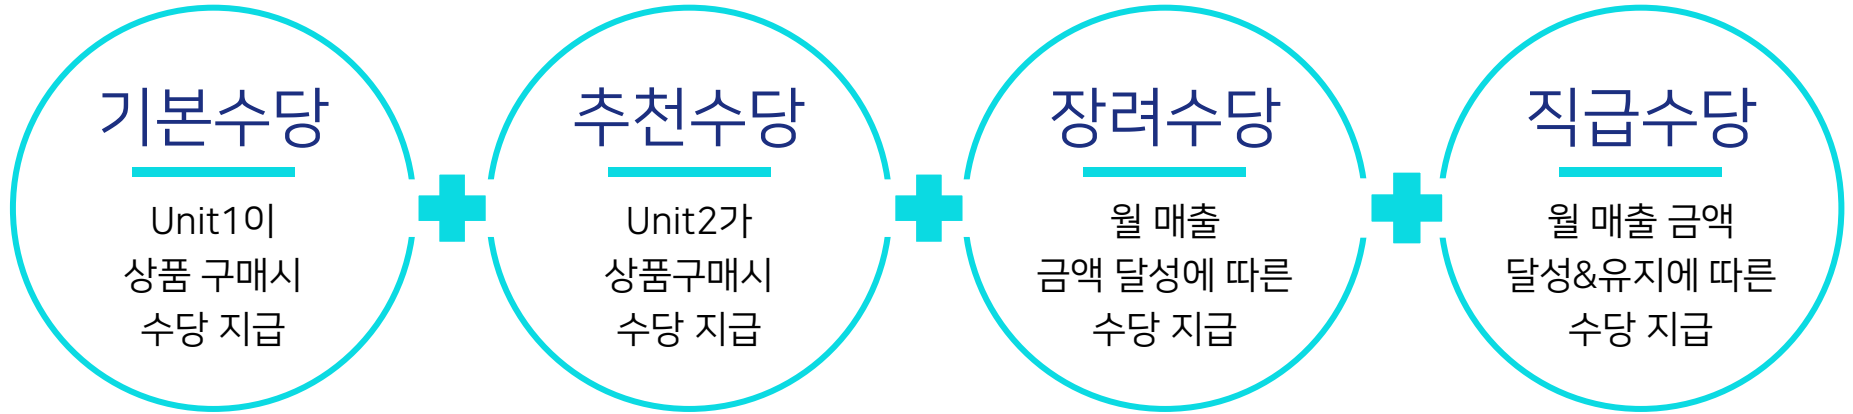 기본수당
Unit1이
상품 구매시
수당 지급
추천수당
Unit2가
상품구매시
수당 지급
장려수당
월 매출
금액 달성에 따른
수당 지급
직급수당
월 매출 금액
달성&유지에 따른
수당 지급